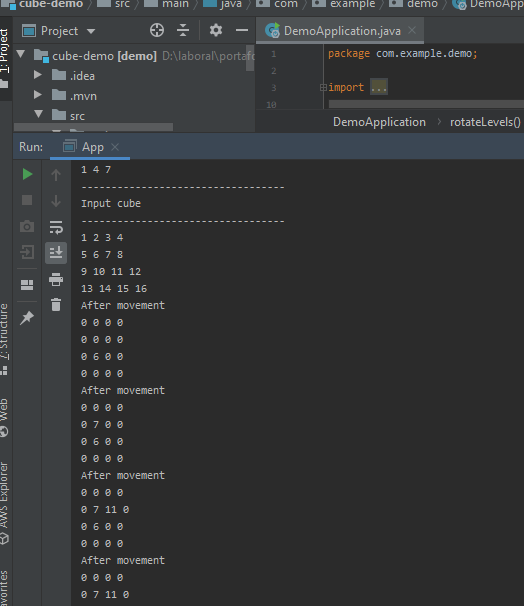 cube-demo src main java com example demo DemoApp
Project
DemoApplication.java
1: Project
cube-demo [demo] D:\laboral\portafo
.idea
.mvn
src
1 package com.example.demo;
2
3 import ...
10
DemoApplication rotateLevels()
Run: App
1 4 7
----------------------------------
Input cube
----------------------------------
1 2 3 4
5 6 7 8
9 10 11 12
13 14 15 16
After movement
0 0 0 0
0 0 0 0
0 6 0 0
0 0 0 0
After movement
0 0 0 0
0 7 0 0
0 6 0 0
0 0 0 0
After movement
0 0 0 0
0 7 11 0
0 6 0 0
0 0 0 0
After movement
0 0 0 0
0 7 11 0
7: Structure
Web
AWS Explorer
avorites